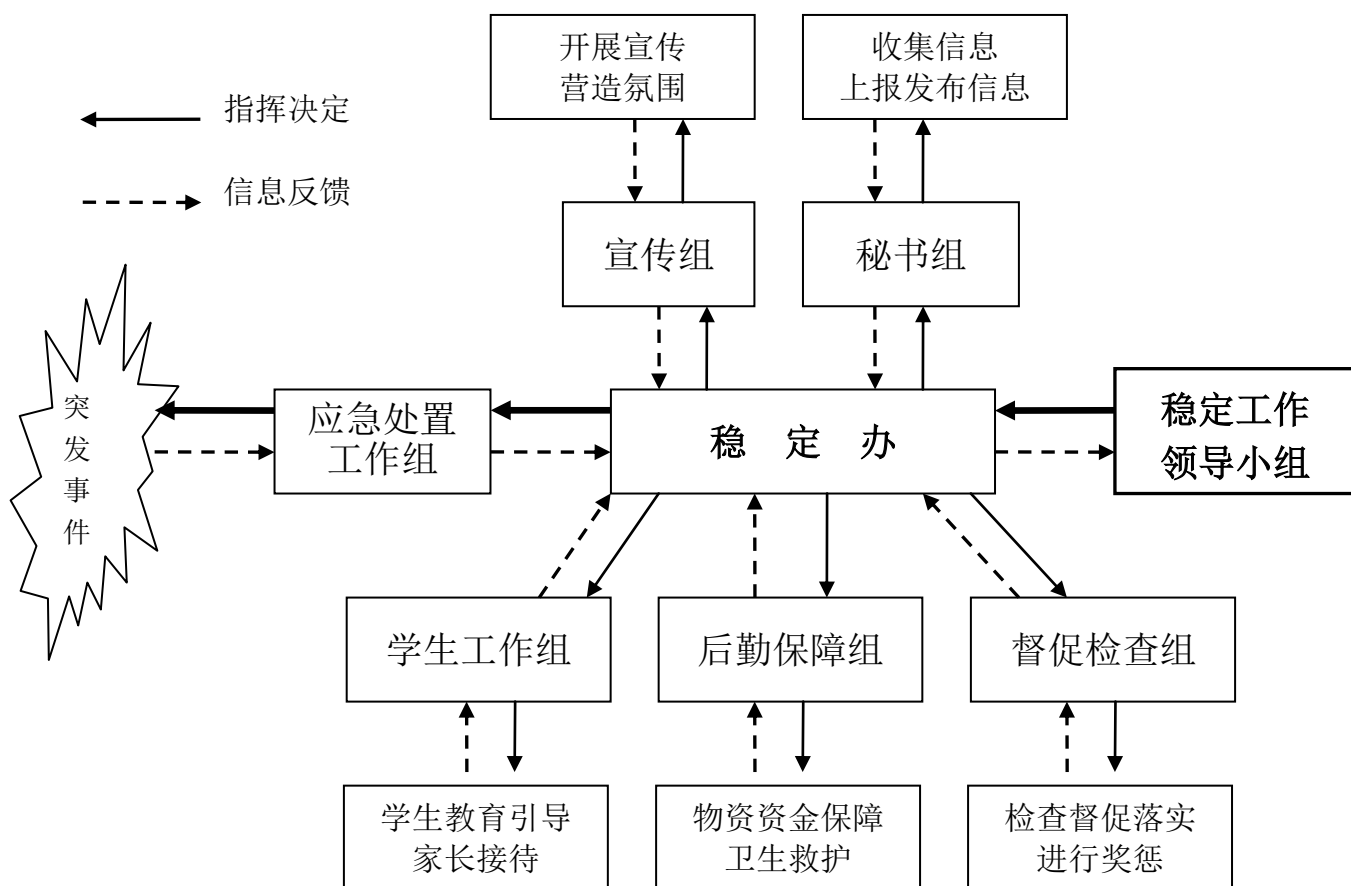 开展宣传
营造氛围
收集信息
上报发布信息
指挥决定
信息反馈
宣传组
秘书组
突发事件
应急处置
工作组
稳 定 办
稳定工作
领导小组
学生工作组
后勤保障组
督促检查组
学生教育引导
家长接待
物资资金保障
卫生救护
检查督促落实
进行奖惩